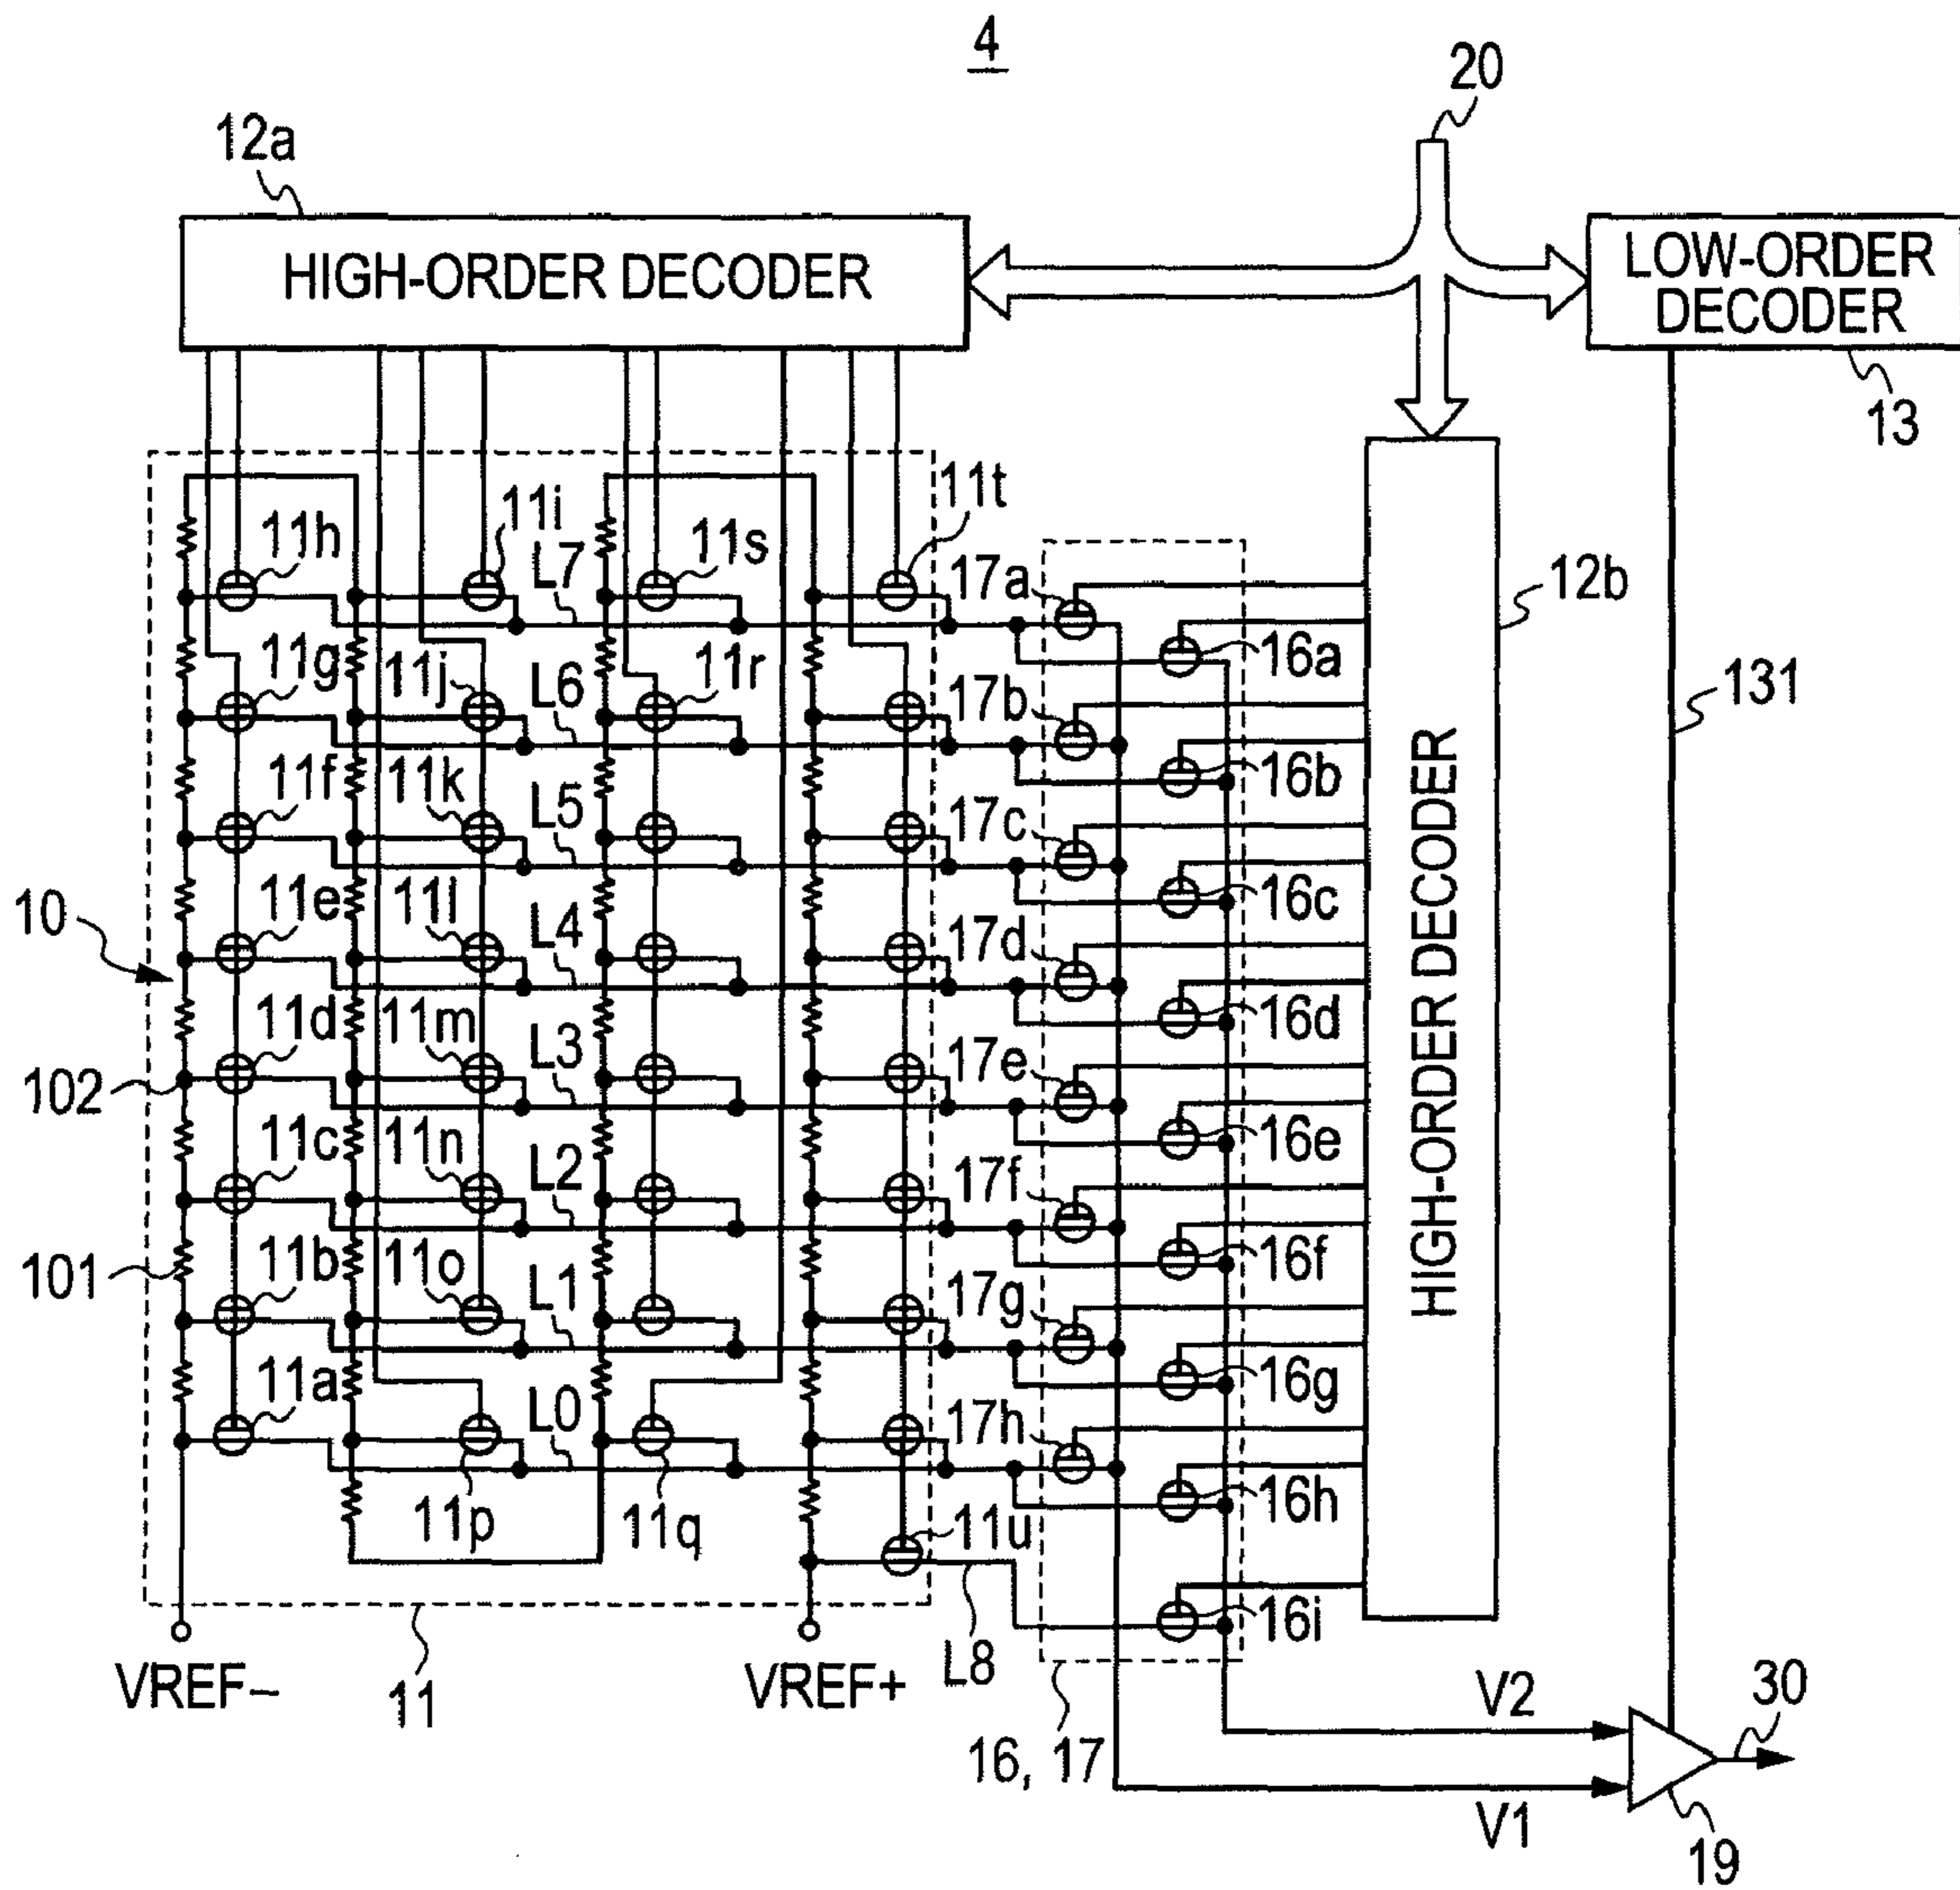 4
20
12a
HIGH-ORDER DECODER
LOW-ORDER
DECODER
13
11h
11i
L7
11s
11t
17a
16a
12b
11g
11j
L6
11r
17b
16b
131
11f
11k
L5
17c
16c
10
11e
11l
L4
17d
16d
HIGH-ORDER DECODER
102
11d
11m
L3
17e
16e
11c
11n
L2
17f
16f
101
11b
11o
L1
17g
16g
11a
L0
17h
16h
11p
11q
11u
16i
VREF−
11
VREF+
L8
16, 17
V2
30
V1
19